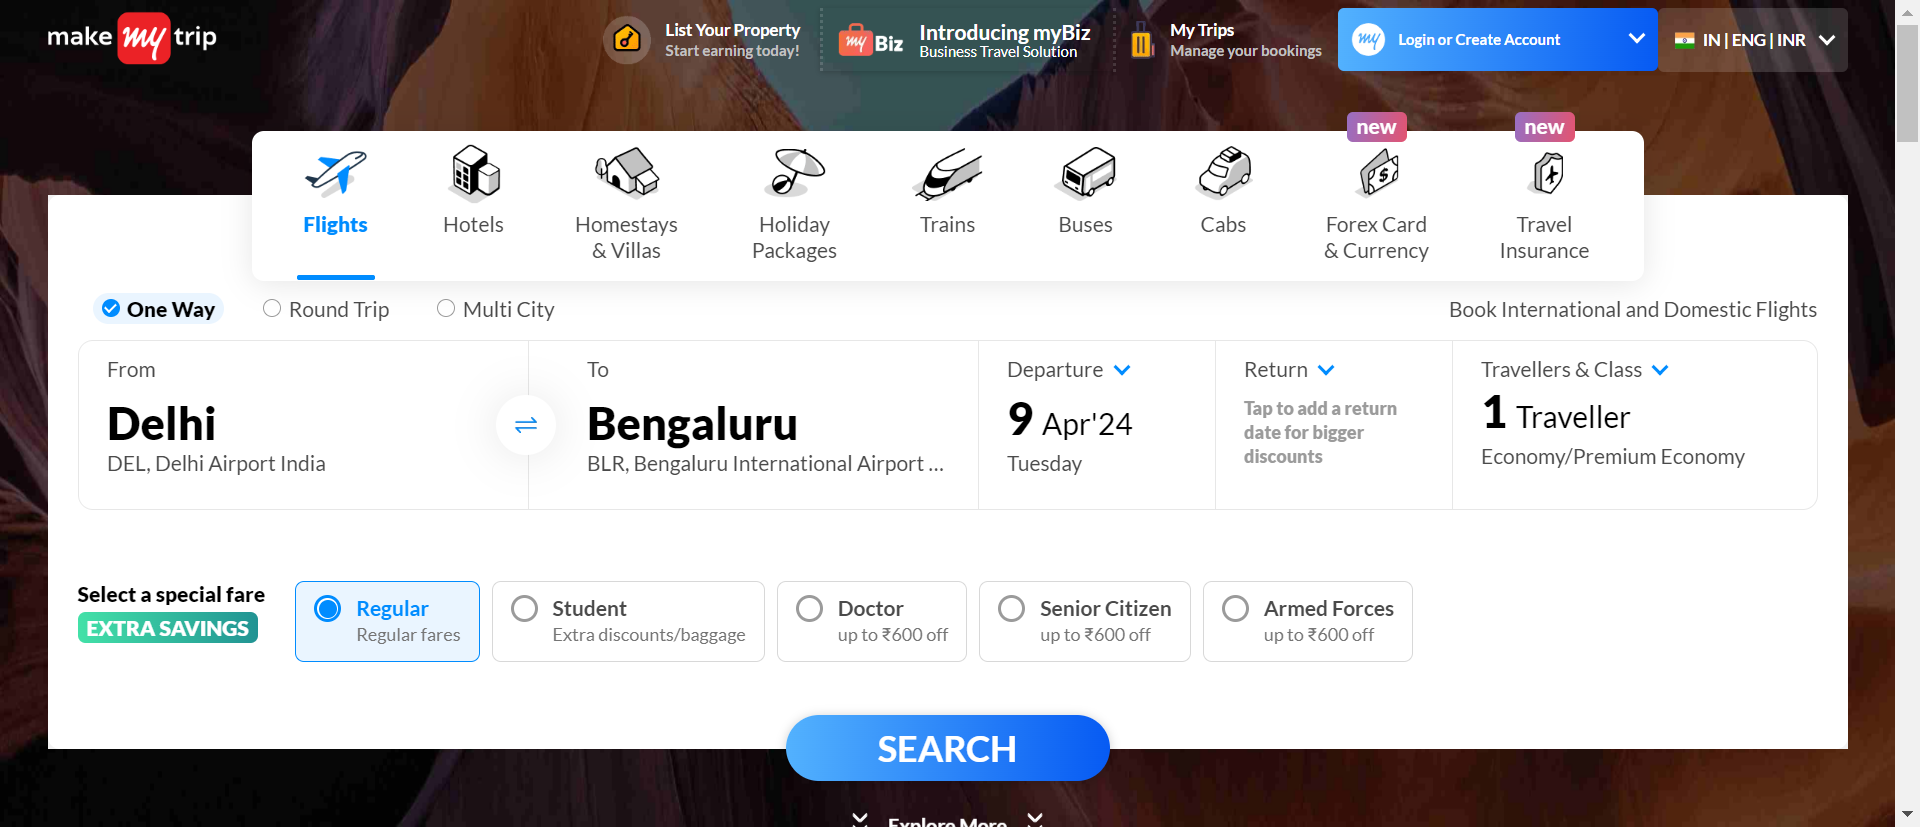 make my trip
List Your Property
Start earning today!
my Biz
Introducing myBiz
Business Travel Solution
My Trips
Manage your bookings
my
Login or Create Account
IN | ENG | INR
new
new
Flights
Hotels
Homestays
& Villas
Holiday
Packages
Trains
Buses
Cabs
Forex Card
& Currency
Travel
Insurance
One Way
Round Trip
Multi City
Book International and Domestic Flights
From
Delhi
DEL, Delhi Airport India
To
Bengaluru
BLR, Bengaluru International Airport ...
Departure
9 Apr'24
Tuesday
Return
Tap to add a return
date for bigger
discounts
Travellers & Class
1 Traveller
Economy/Premium Economy
Select a special fare
EXTRA SAVINGS
Regular
Regular fares
Student
Extra discounts/baggage
Doctor
up to ₹600 off
Senior Citizen
up to ₹600 off
Armed Forces
up to ₹600 off
SEARCH
Explore More